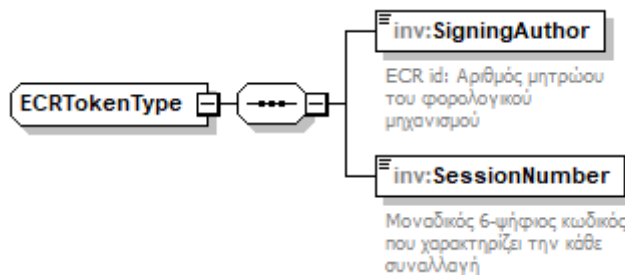 inv:SigningAuthor
ECR id: Αριθμός μητρώου
του φορολογικού
μηχανισμού
ECRTokenType
inv:SessionNumber
Μοναδικός 6-ψήφιος κωδικός
που χαρακτηρίζει την κάθε
συναλλαγή